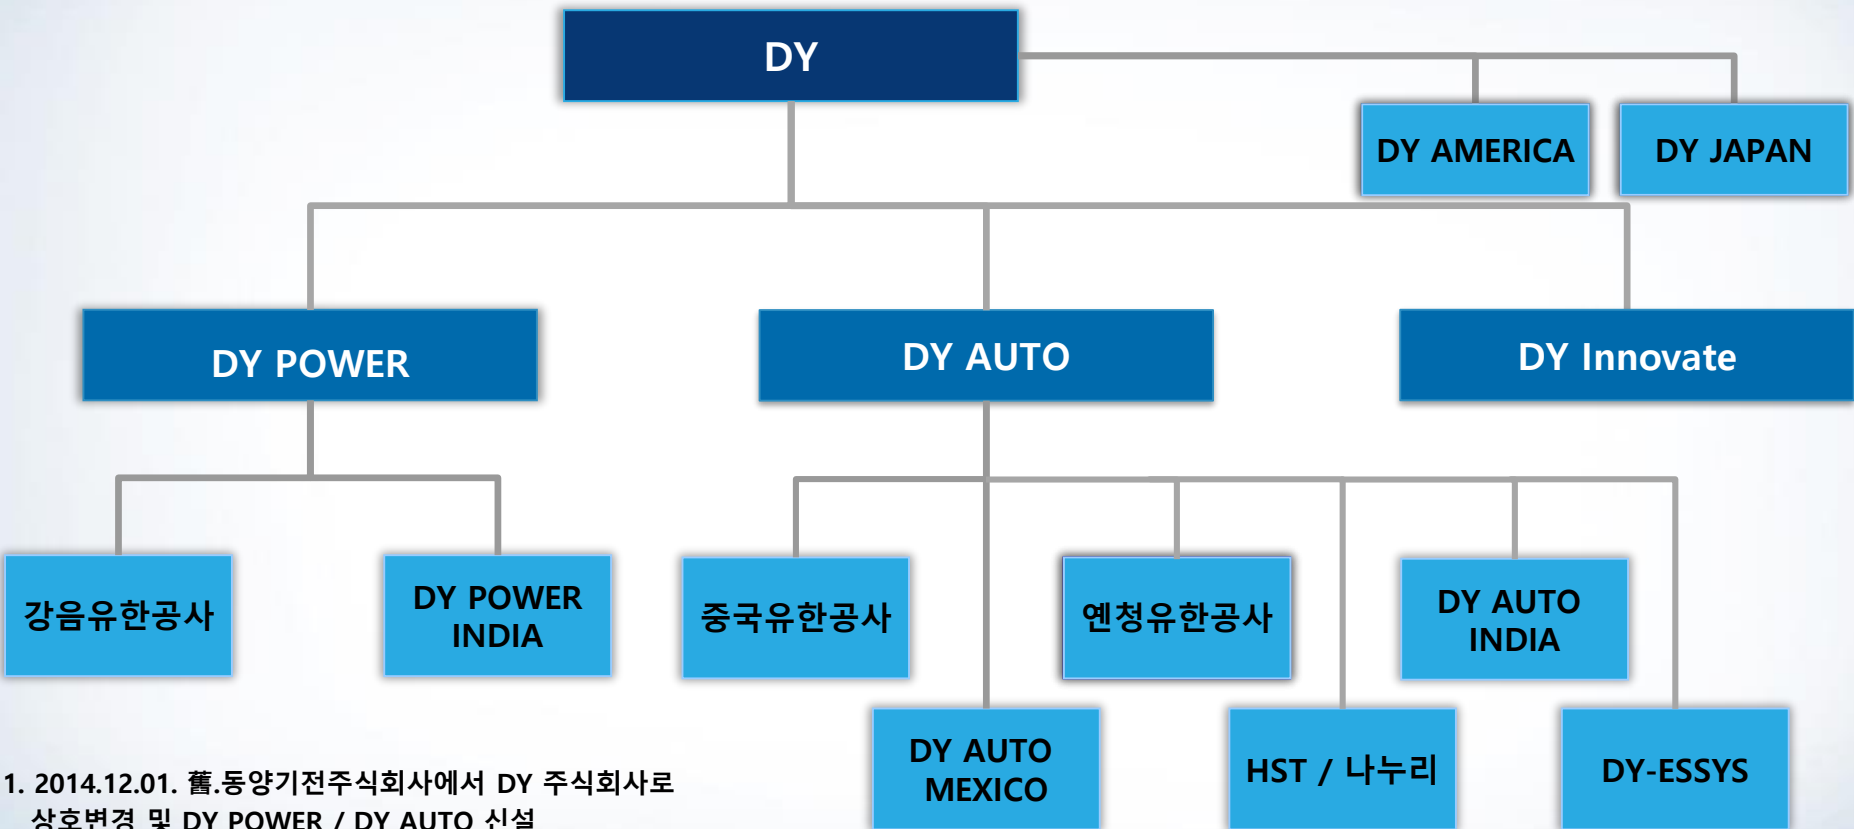 DY
DY AMERICA
DY JAPAN
DY POWER
DY AUTO
DY Innovate
강음유한공사
DY POWER
INDIA
중국유한공사
옌청유한공사
DY AUTO
INDIA
DY AUTO
MEXICO
HST / 나누리
DY-ESSYS
1. 2014.12.01. 舊.동양기전주식회사에서 DY 주식회사로
상호변경 및 DY POWER / DY AUTO 신설